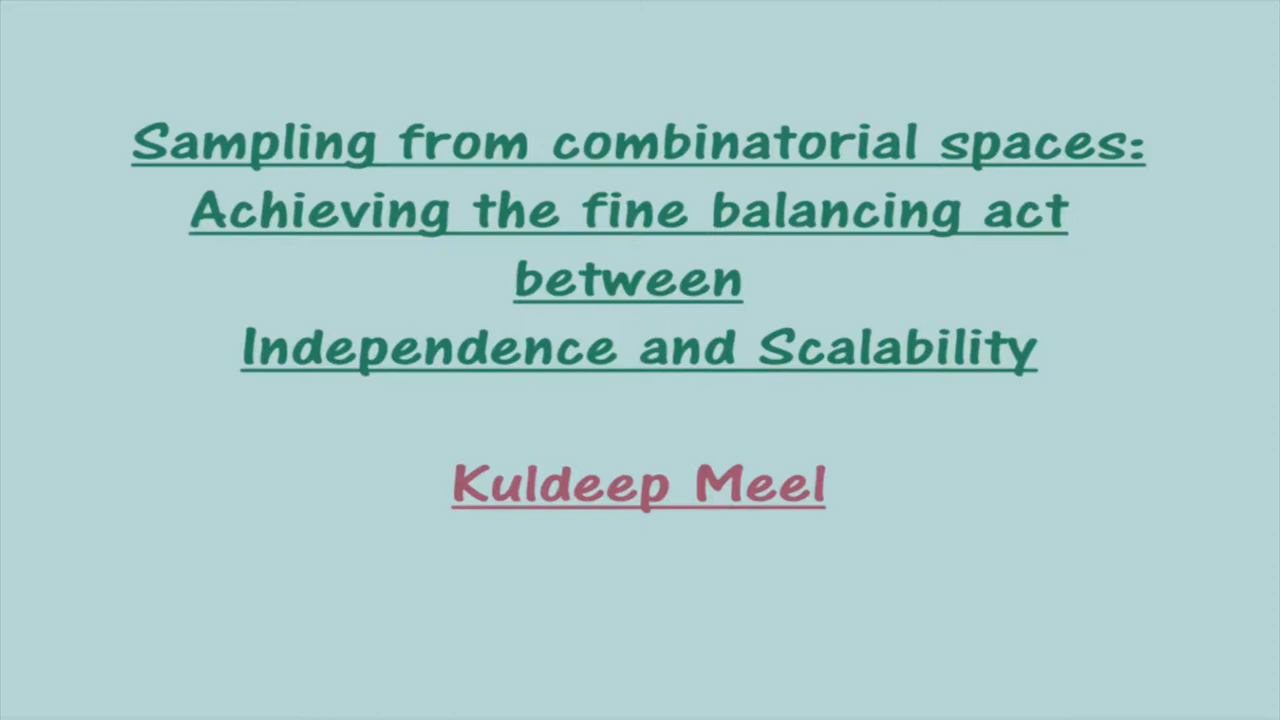 Sampling from combinatorial spaces:
Achieving the fine balancing act
between
Independence and Scalability
Kuldeep Meel